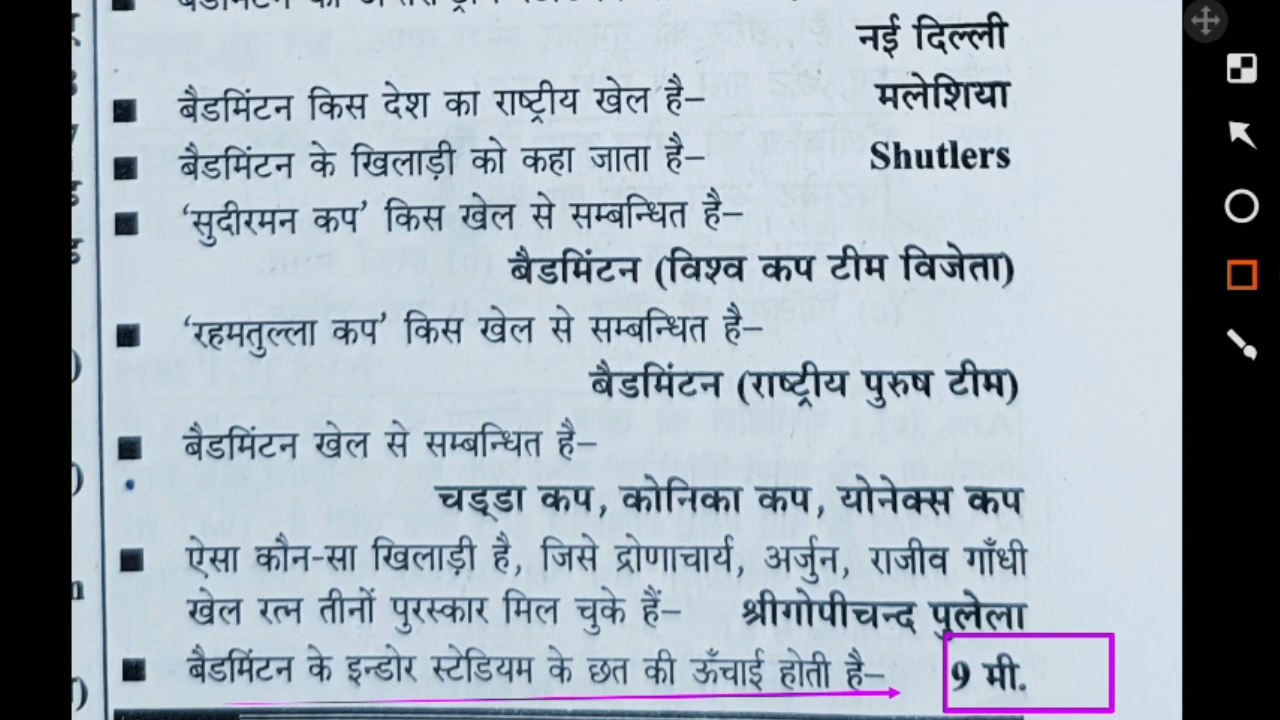 नई दिल्ली
बैडमिंटन किस देश का राष्ट्रीय खेल है– मलेशिया
बैडमिंटन के खिलाड़ी को कहा जाता है– Shutlers
‘सुदीरमन कप’ किस खेल से सम्बन्धित है–
बैडमिंटन (विश्व कप टीम विजेता)
‘रहमतुल्ला कप’ किस खेल से सम्बन्धित है–
बैडमिंटन (राष्ट्रीय पुरुष टीम)
बैडमिंटन खेल से सम्बन्धित है–
चड्डा कप, कोनिका कप, योनेक्स कप
ऐसा कौन-सा खिलाड़ी है, जिसे द्रोणाचार्य, अर्जुन, राजीव गाँधी
खेल रत्न तीनों पुरस्कार मिल चुके हैं– श्रीगोपीचन्द पुलेला
बैडमिंटन के इन्डोर स्टेडियम के छत की ऊँचाई होती है– 9 मी.